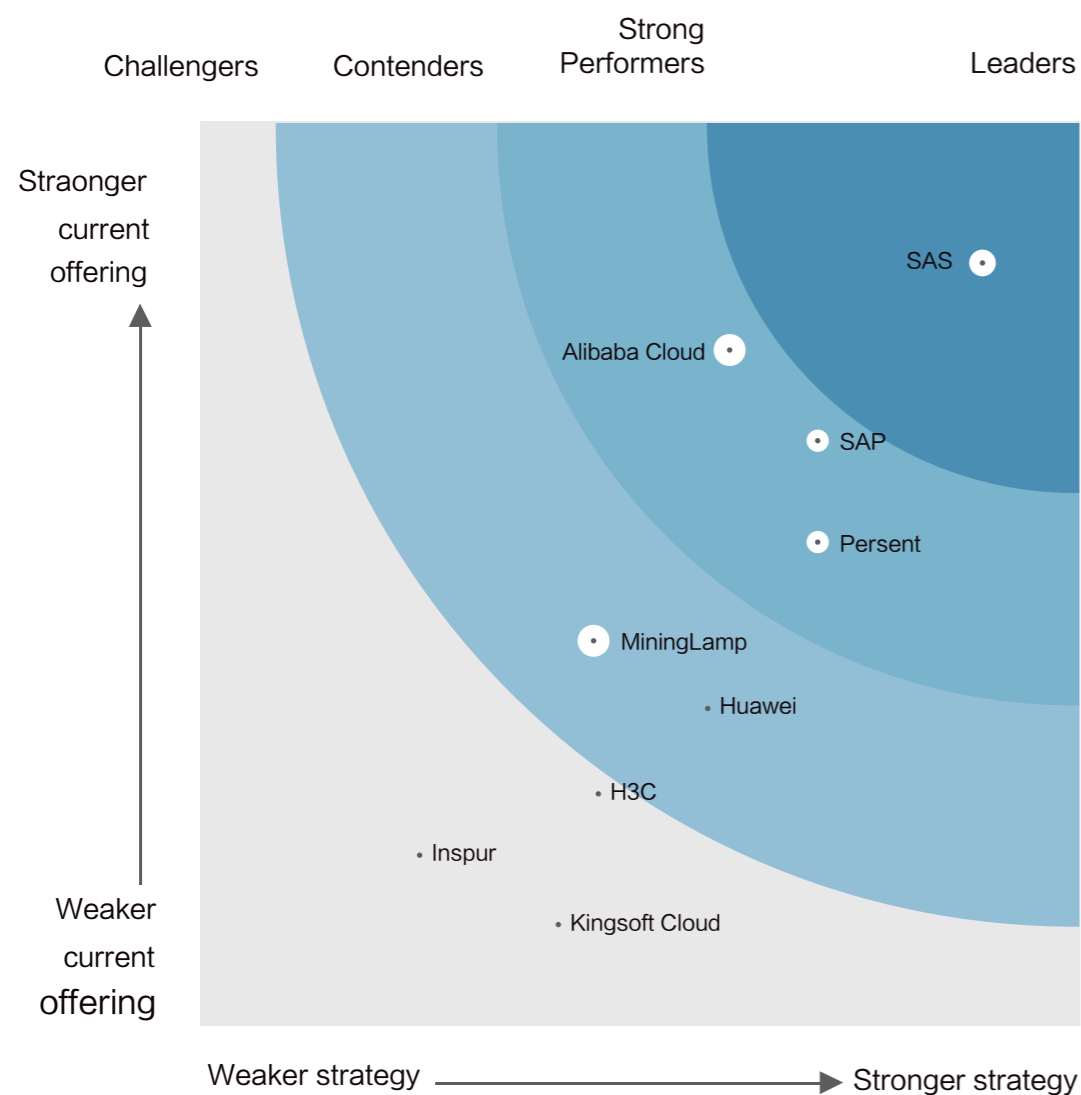 Strong
Challengers Contenders Performers Leaders
Straonger
current
offering
SAS
Alibaba Cloud
SAP
Persent
MiningLamp
Huawei
H3C
Inspur
Weaker
Kingsoft Cloud
current
offering
Weaker strategy Stronger strategy